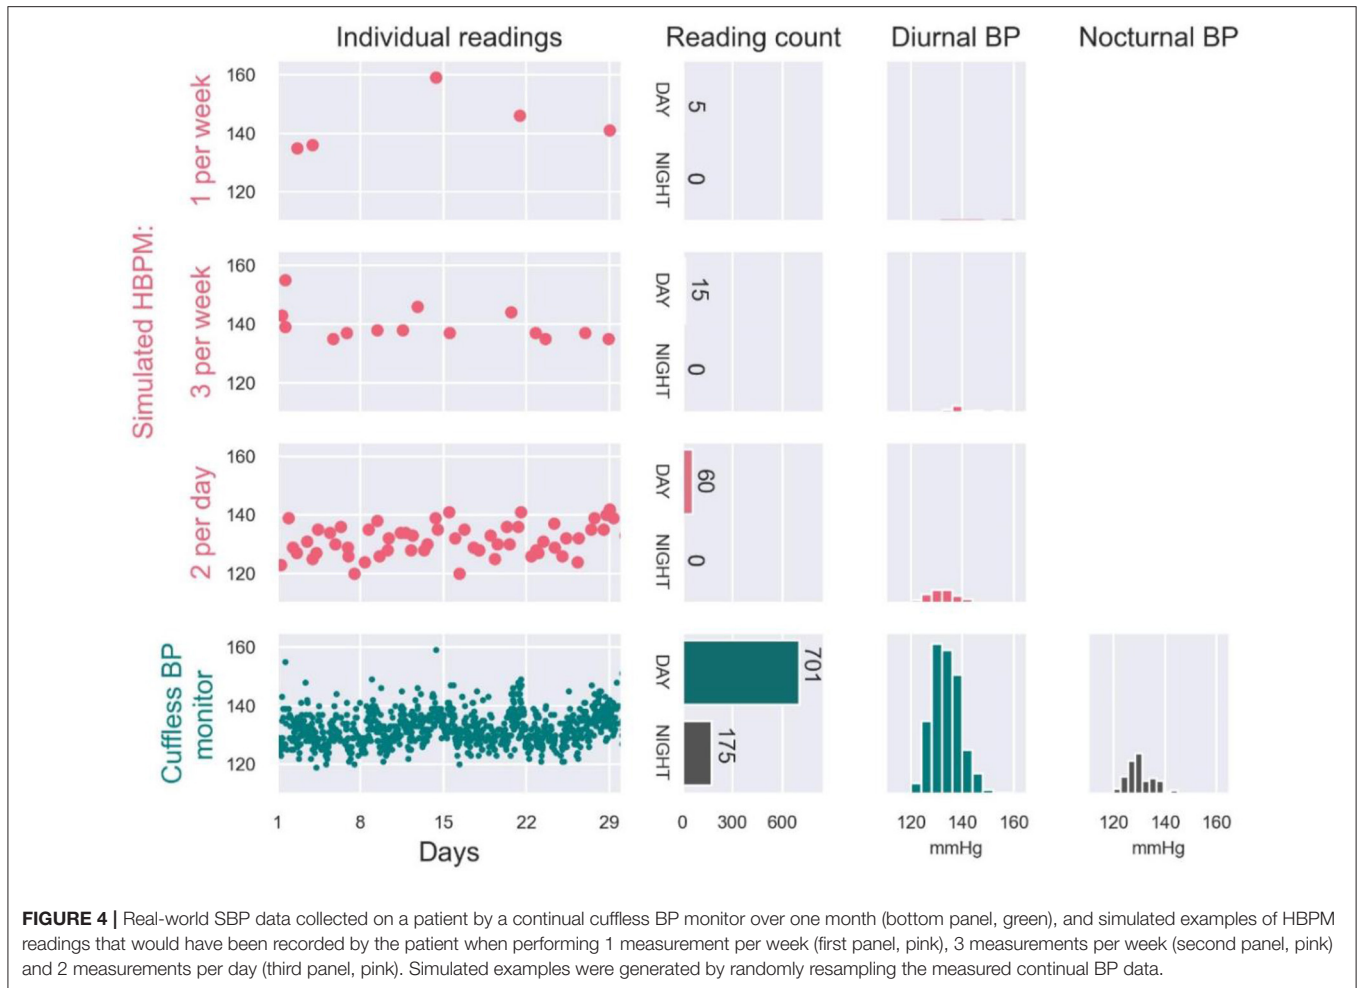 Individual readings
Reading count
Diurnal BP
Nocturnal BP
Simulated HBPM:
1 per week
160
140
120
DAY
5
NIGHT
0
3 per week
160
140
120
DAY
15
NIGHT
0
2 per day
160
140
120
DAY
60
NIGHT
0
Cuffless BP
monitor
160
140
120
DAY
701
NIGHT
175
1 8 15 22 29
Days
0 300 600
120 140 160
mmHg
120 140 160
mmHg
FIGURE 4 | Real-world SBP data collected on a patient by a continual cuffless BP monitor over one month (bottom panel, green), and simulated examples of HBPM
readings that would have been recorded by the patient when performing 1 measurement per week (first panel, pink), 3 measurements per week (second panel, pink)
and 2 measurements per day (third panel, pink). Simulated examples were generated by randomly resampling the measured continual BP data.